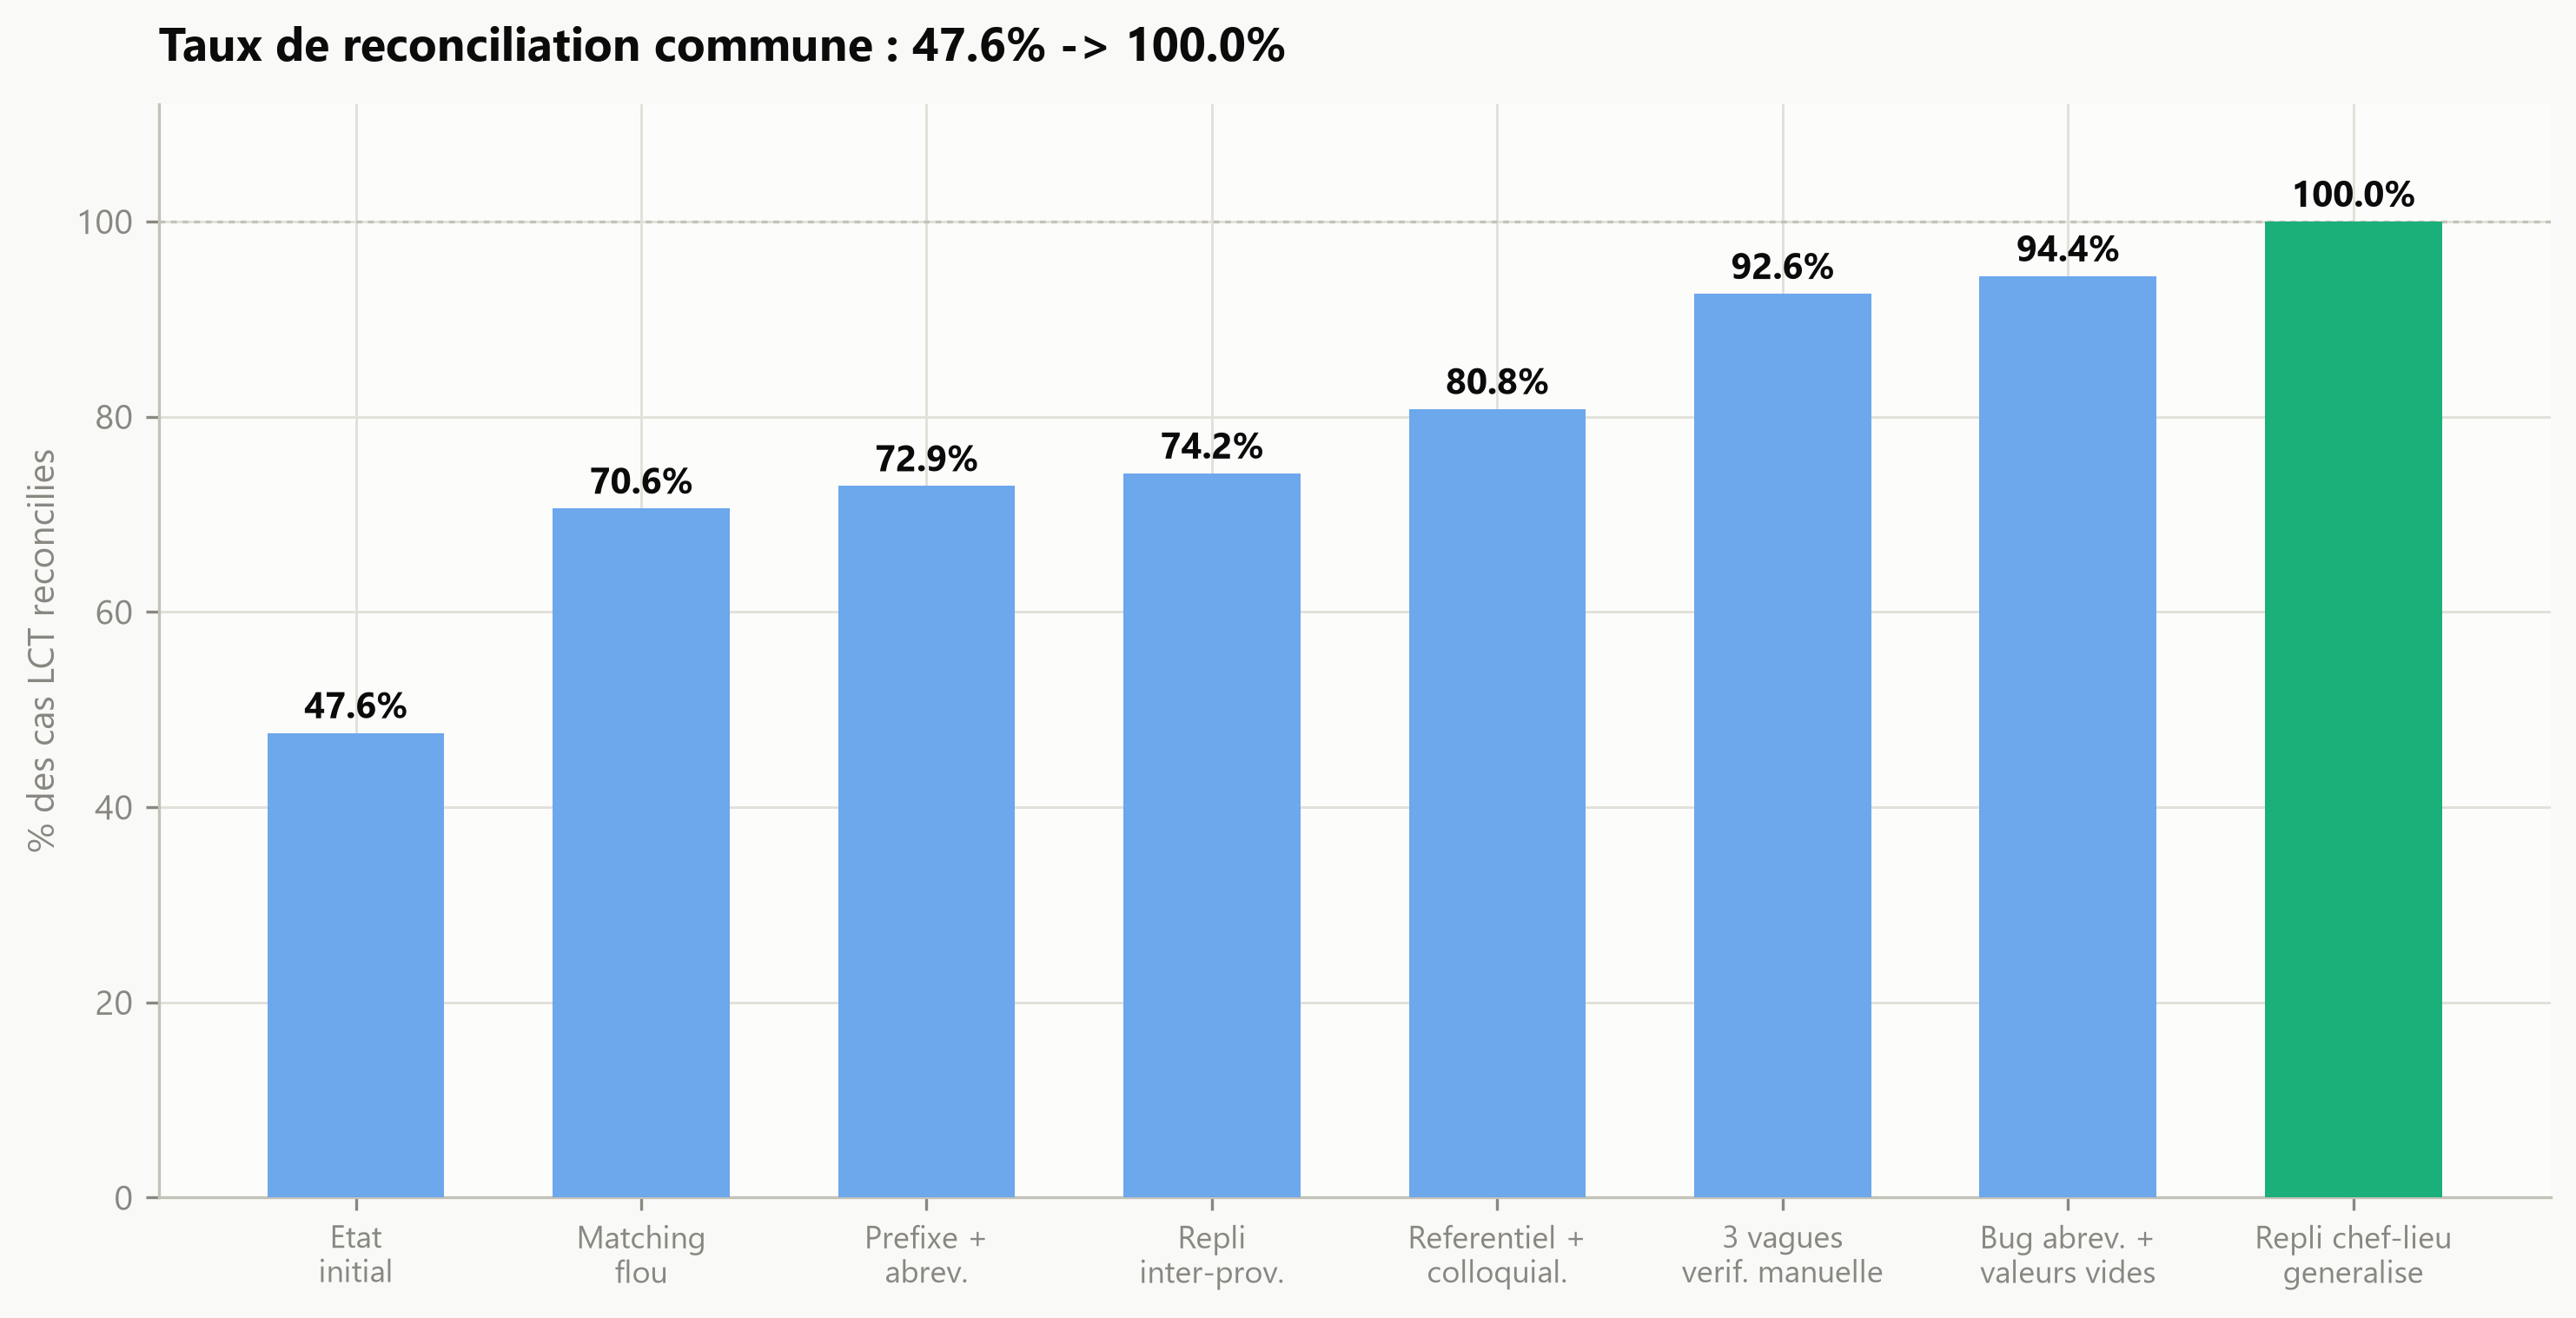 Taux de reconciliation commune : 47.6% -> 100.0%
% des cas LCT reconcilies
100
80
60
40
20
0
47.6%
70.6%
72.9%
74.2%
80.8%
92.6%
94.4%
100.0%
Etat
initial
Matching
flou
Prefixe +
abrev.
Repli
inter-prov.
Referentiel +
colloquial.
3 vagues
verif. manuelle
Bug abrev. +
valeurs vides
Repli chef-lieu
generalise